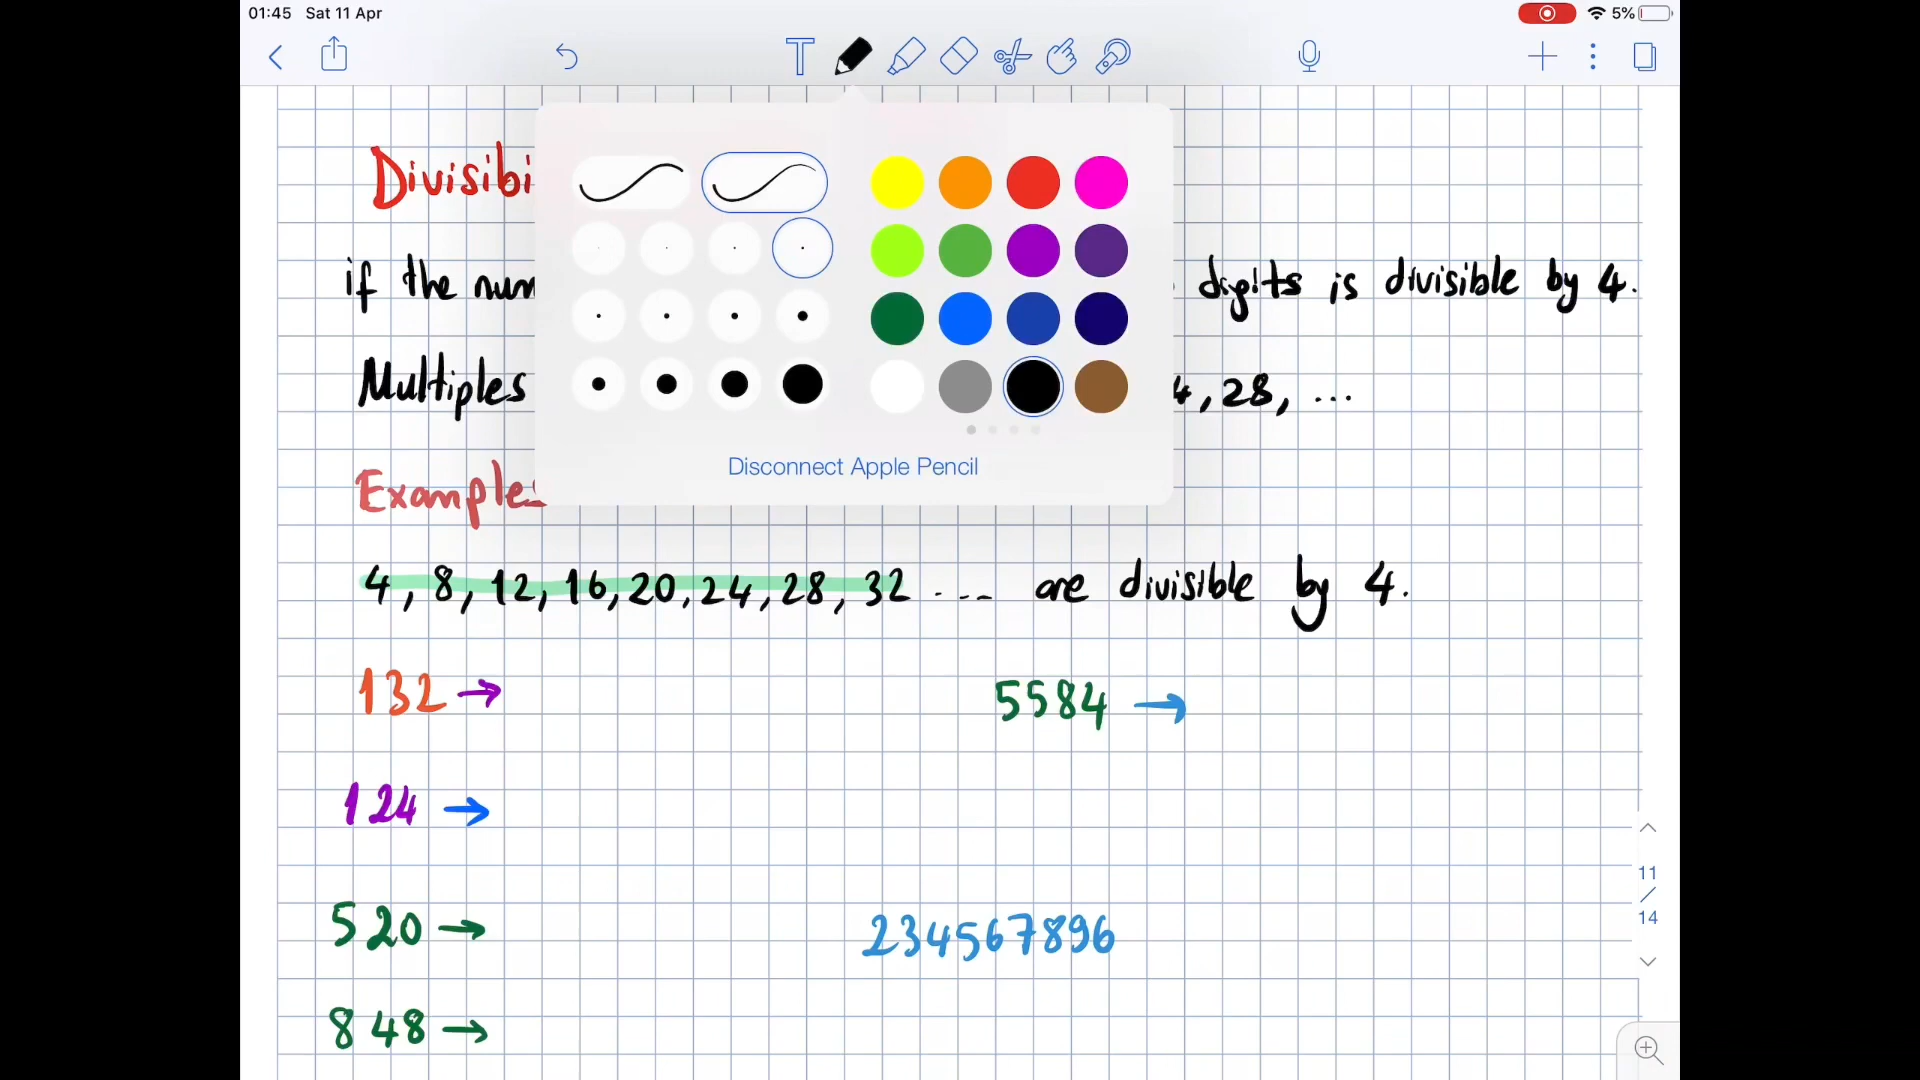 01:45 Sat 11 Apr 5%
T
Divisibi
if the num digits is divisible by 4.
Multiples 4, 28, ...
Disconnect Apple Pencil
Examples
4, 8, 12, 16, 20, 24, 28, 32 ... are divisible by 4.
132 → 5584 →
124 →
11 / 14
520 → 234567896
848 →